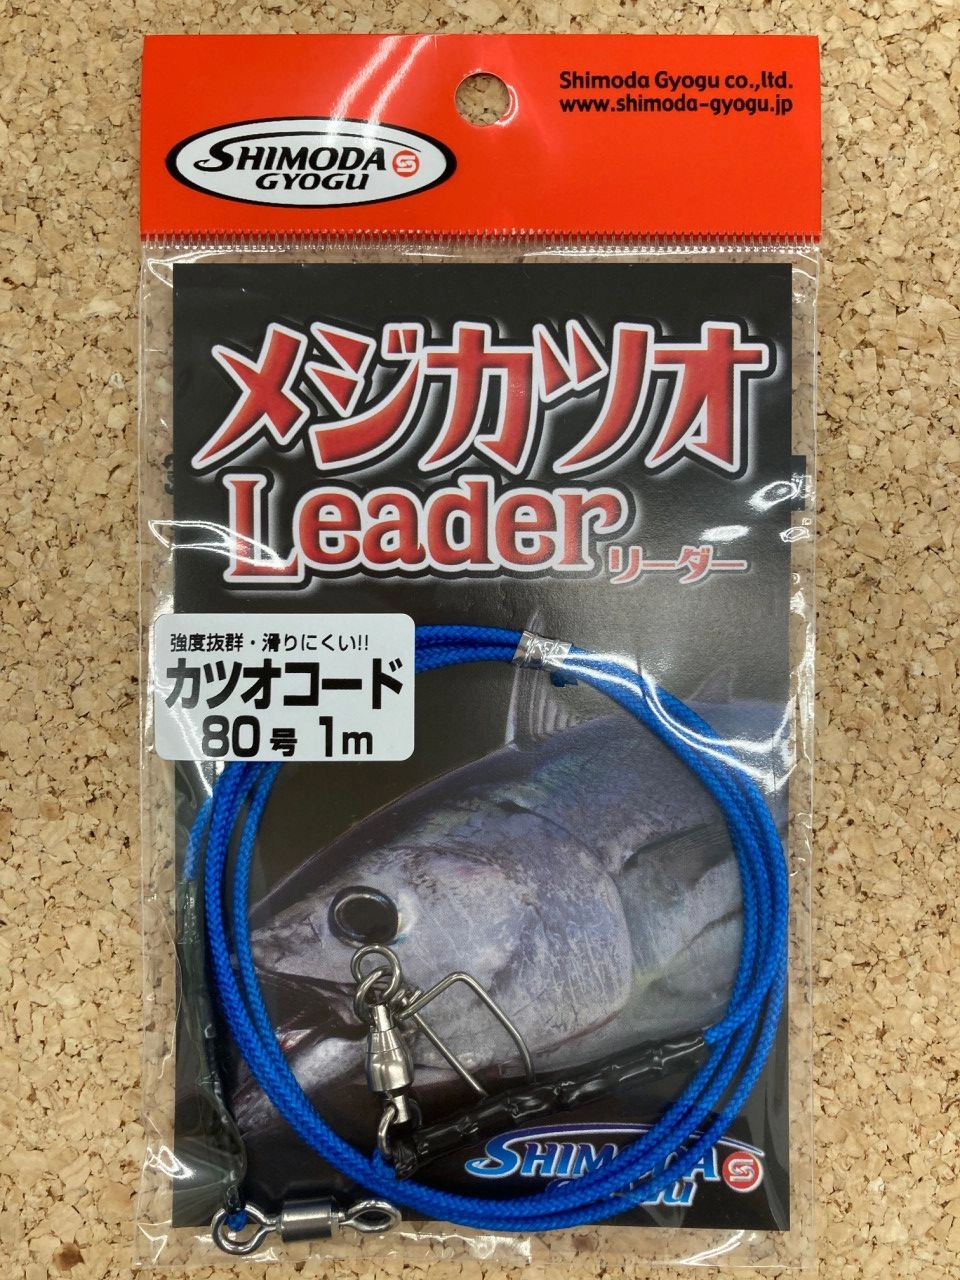 Shimoda Gyogu co.,ltd.
www.shimoda-gyogu.jp
SHIMODA
GYOGU
メジカツオ
Leader
リーダー
強度抜群・滑りにくい!!
カツオコード
80号 1m
SHIMODA